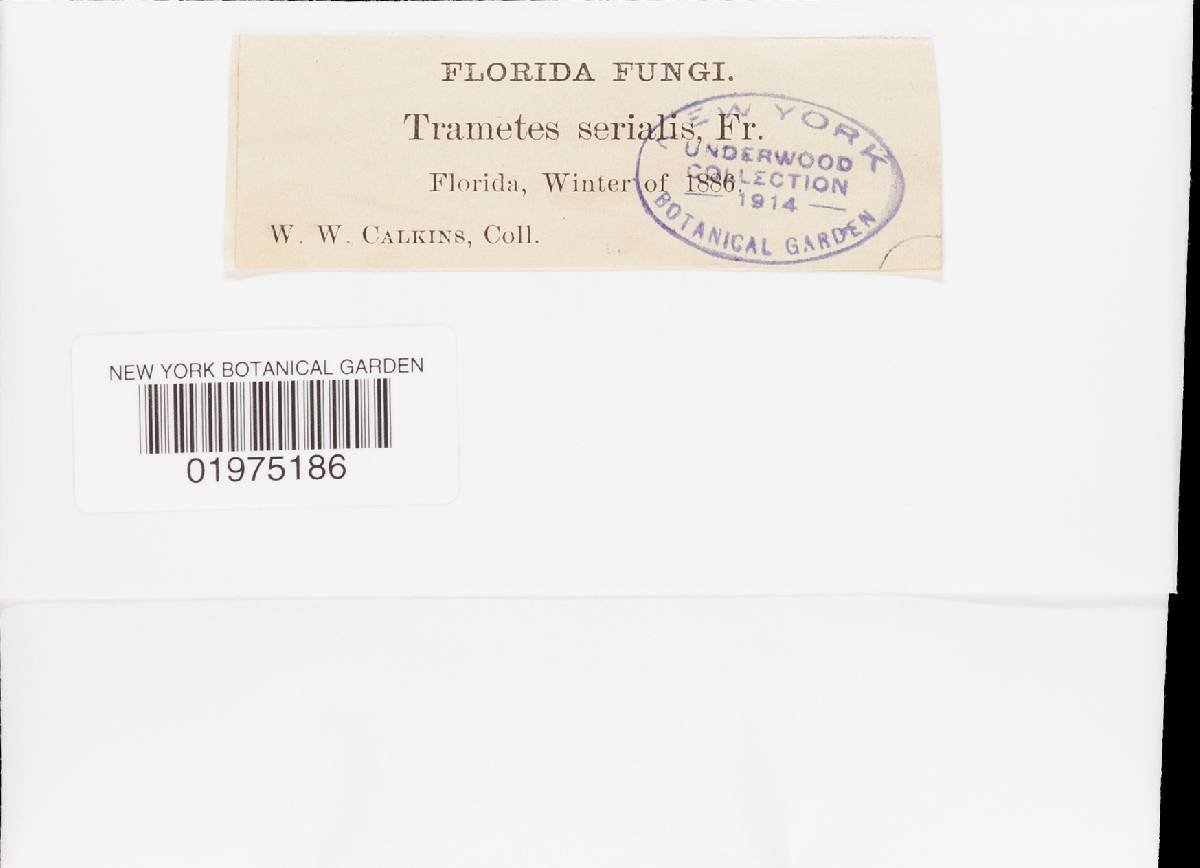 FLORIDA FUNGI.
Trametes serialis, Fr.
Florida, Winter of 1886.
W. W. CALKINS, Coll.
NEW YORK
UNDERWOOD
COLLECTION
— 1914 —
BOTANICAL GARDEN
NEW YORK BOTANICAL GARDEN
01975186